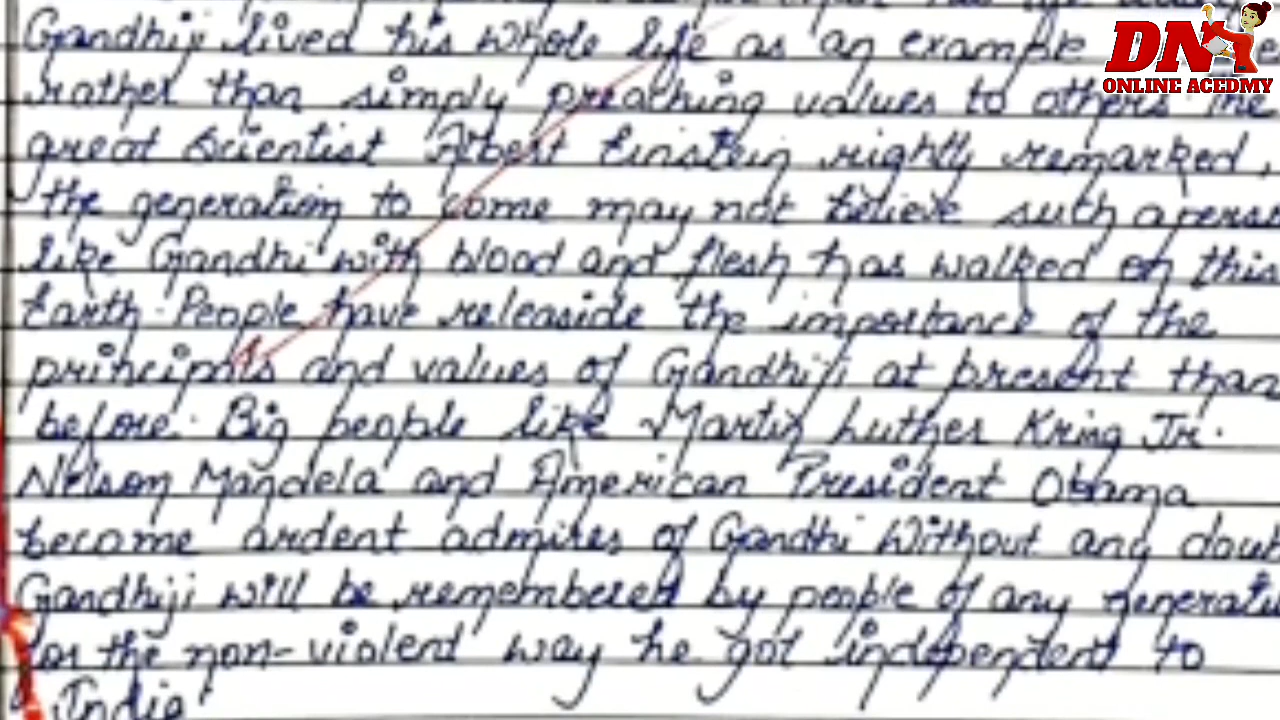 Gandhiji lived his whole life as an example
rather than simply preaching values to others. The
great scientist Albert Einstein rightly remarked,
the generation to come may not believe such a
like Gandhi with blood and flesh has walked on this
Earth. People have releaside the importance of the
and values of Gandhiji at present than
before. Big people like Martin Luther Kring Jr.
Nelson Mandela and American President Obama
become ardent admires of Gandhi Without any
Gandhiji will be remembered by people of any
for the non-violent way he got independent to
India
DNA
ONLINE ACEDMY